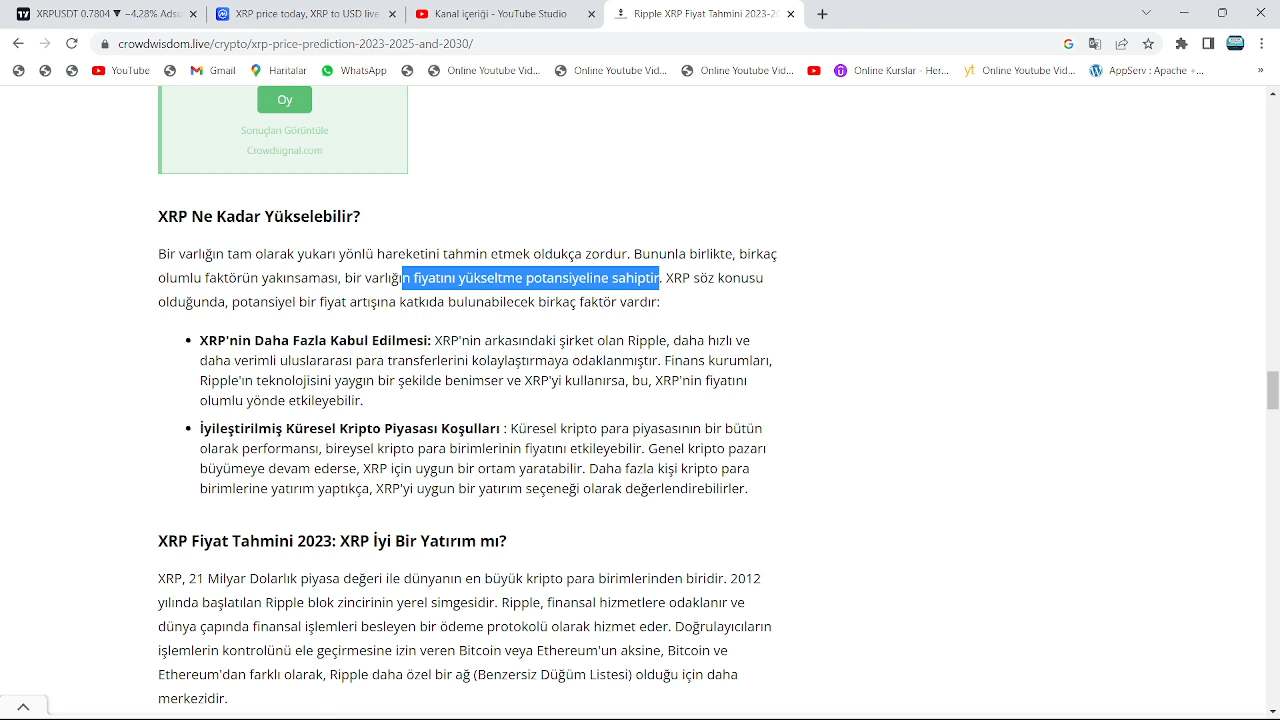 XRPUSDT 0.7804 ▼ −4.28% Adsı
XRP price today, XRP to USD live
Kanal içeriği - YouTube Studio
Ripple XRP Fiyat Tahmini 2023-20
crowdwisdom.live/crypto/xrp-price-prediction-2023-2025-and-2030/
YouTube
Gmail
Haritalar
WhatsApp
Online Youtube Vid...
Online Youtube Vid...
Online Youtube Vid...
Online Kurslar - Her...
yt Online Youtube Vid...
AppServ : Apache +...
»
Oy
Sonuçları Görüntüle
Crowdsignal.com
XRP Ne Kadar Yükselebilir?
Bir varlığın tam olarak yukarı yönlü hareketini tahmin etmek oldukça zordur. Bununla birlikte, birkaç
olumlu faktörün yakınsaması, bir varlığın fiyatını yükseltme potansiyeline sahiptir. XRP söz konusu
olduğunda, potansiyel bir fiyat artışına katkıda bulunabilecek birkaç faktör vardır:
• XRP'nin Daha Fazla Kabul Edilmesi: XRP'nin arkasındaki şirket olan Ripple, daha hızlı ve
daha verimli uluslararası para transferlerini kolaylaştırmaya odaklanmıştır. Finans kurumları,
Ripple'ın teknolojisini yaygın bir şekilde benimser ve XRP'yi kullanırsa, bu, XRP'nin fiyatını
olumlu yönde etkileyebilir.
• İyileştirilmiş Küresel Kripto Piyasası Koşulları : Küresel kripto para piyasasının bir bütün
olarak performansı, bireysel kripto para birimlerinin fiyatını etkileyebilir. Genel kripto pazarı
büyümeye devam ederse, XRP için uygun bir ortam yaratabilir. Daha fazla kişi kripto para
birimlerine yatırım yaptıkça, XRP'yi uygun bir yatırım seçeneği olarak değerlendirebilirler.
XRP Fiyat Tahmini 2023: XRP İyi Bir Yatırım mı?
XRP, 21 Milyar Dolarlık piyasa değeri ile dünyanın en büyük kripto para birimlerinden biridir. 2012
yılında başlatılan Ripple blok zincirinin yerel simgesidir. Ripple, finansal hizmetlere odaklanır ve
dünya çapında finansal işlemleri besleyen bir ödeme protokolü olarak hizmet eder. Doğrulayıcıların
işlemlerin kontrolünü ele geçirmesine izin veren Bitcoin veya Ethereum'un aksine, Bitcoin ve
Ethereum'dan farklı olarak, Ripple daha özel bir ağ (Benzersiz Düğüm Listesi) olduğu için daha
merkezidir.